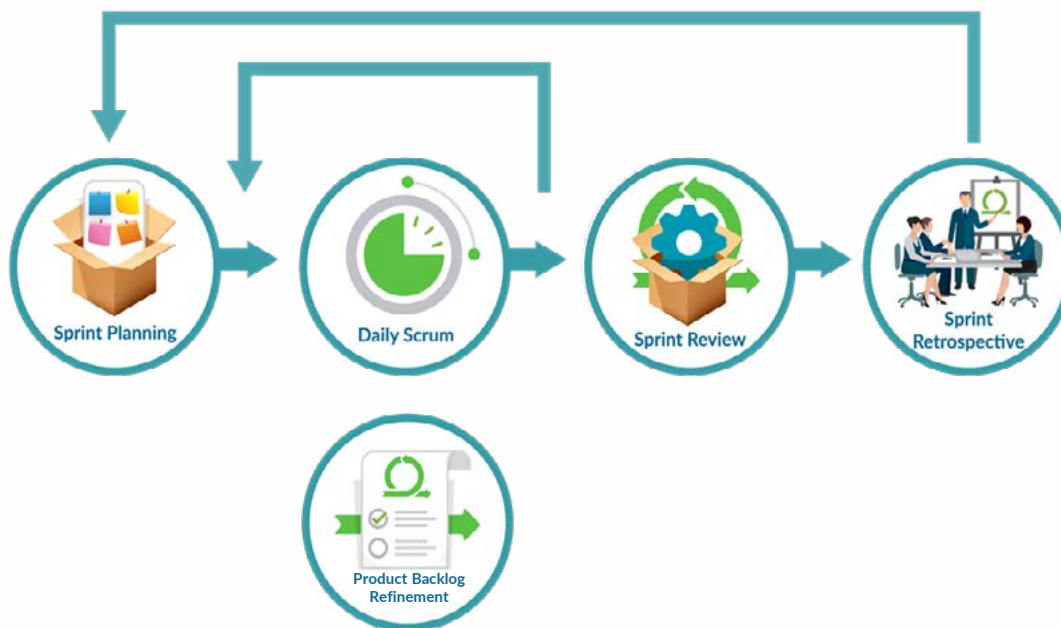 Sprint Planning
Daily Scrum
Sprint Review
Sprint
Retrospective
Product Backlog
Refinement